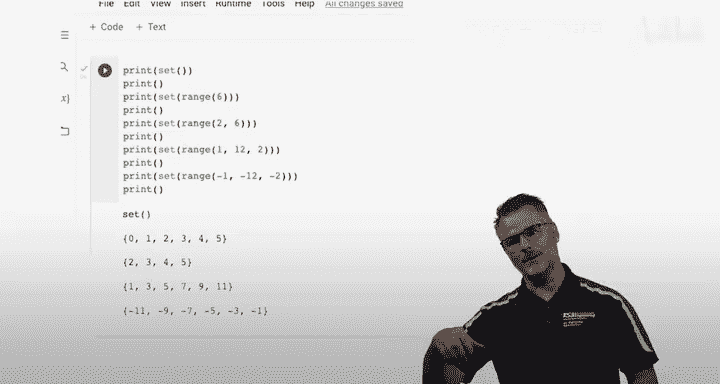 File Edit View Insert Runtime Tools Help All changes saved
+ Code + Text
print(set())
print()
print(set(range(6)))
print()
print(set(range(2, 6)))
print()
print(set(range(1, 12, 2)))
print()
print(set(range(-1, -12, -2)))
print()
set()
{0, 1, 2, 3, 4, 5}
{2, 3, 4, 5}
{1, 3, 5, 7, 9, 11}
{-11, -9, -7, -5, -3, -1}